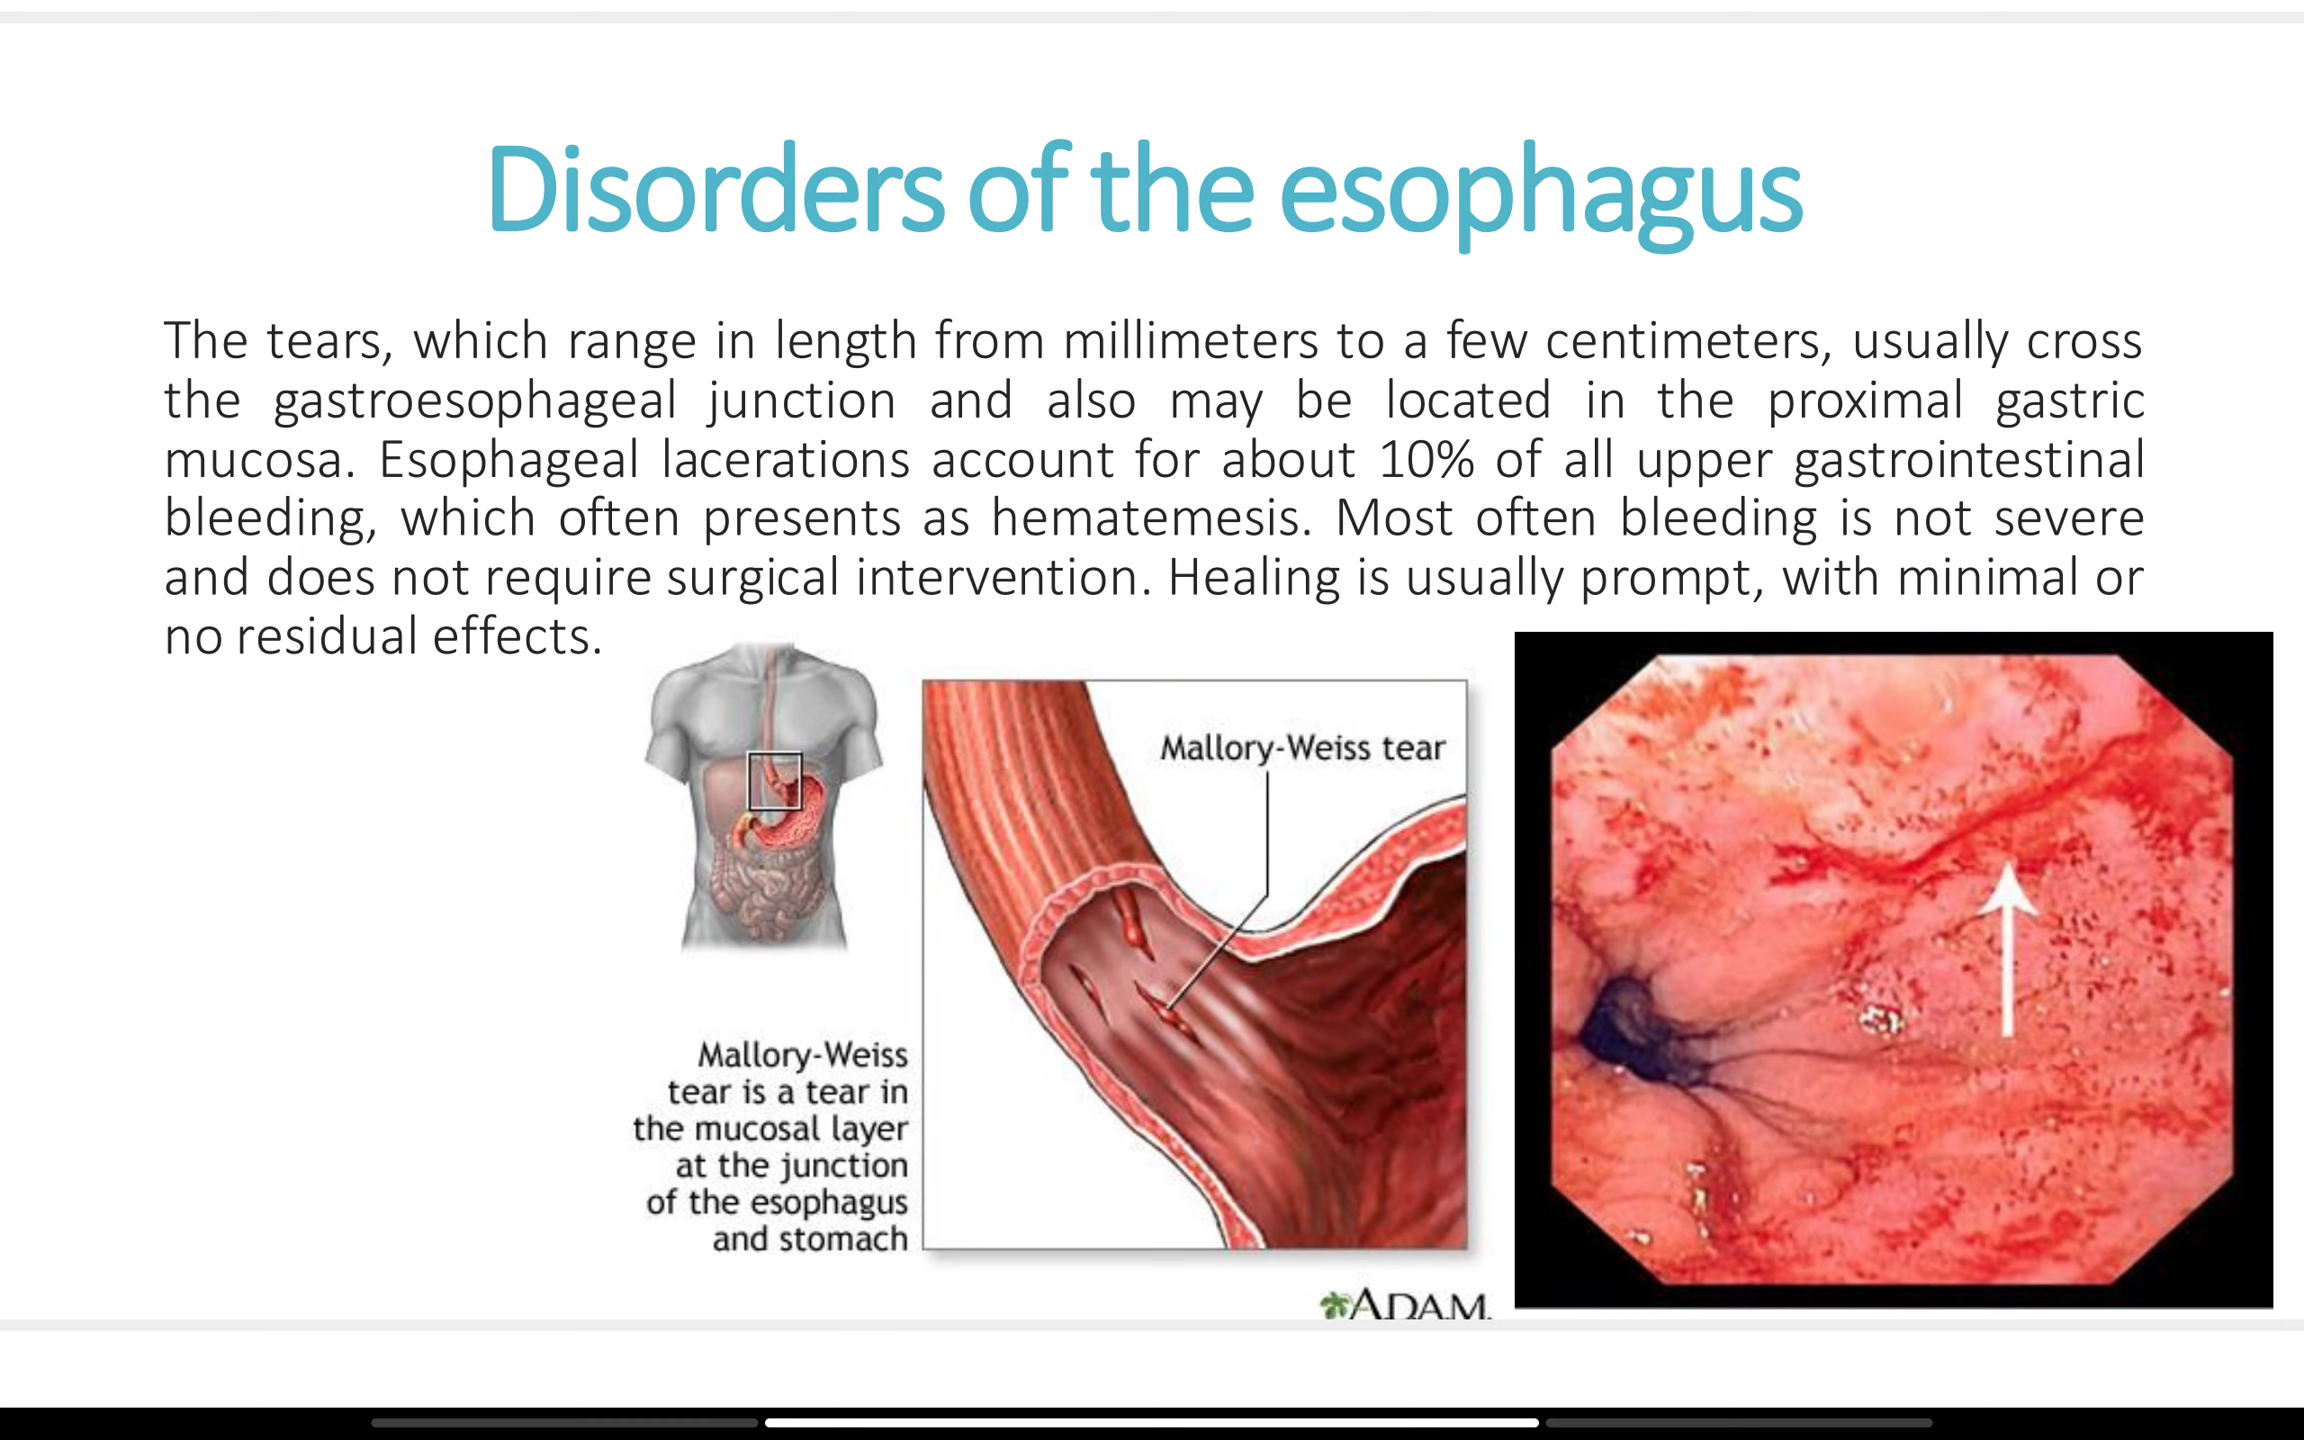 Disorders of the esophagus
The tears, which range in length from millimeters to a few centimeters, usually cross
the gastroesophageal junction and also may be located in the proximal gastric
mucosa. Esophageal lacerations account for about 10% of all upper gastrointestinal
bleeding, which often presents as hematemesis. Most often bleeding is not severe
and does not require surgical intervention. Healing is usually prompt, with minimal or
no residual effects.
Mallory-Weiss tear
Mallory-Weiss
tear is a tear in
the mucosal layer
at the junction
of the esophagus
and stomach
ADAM.